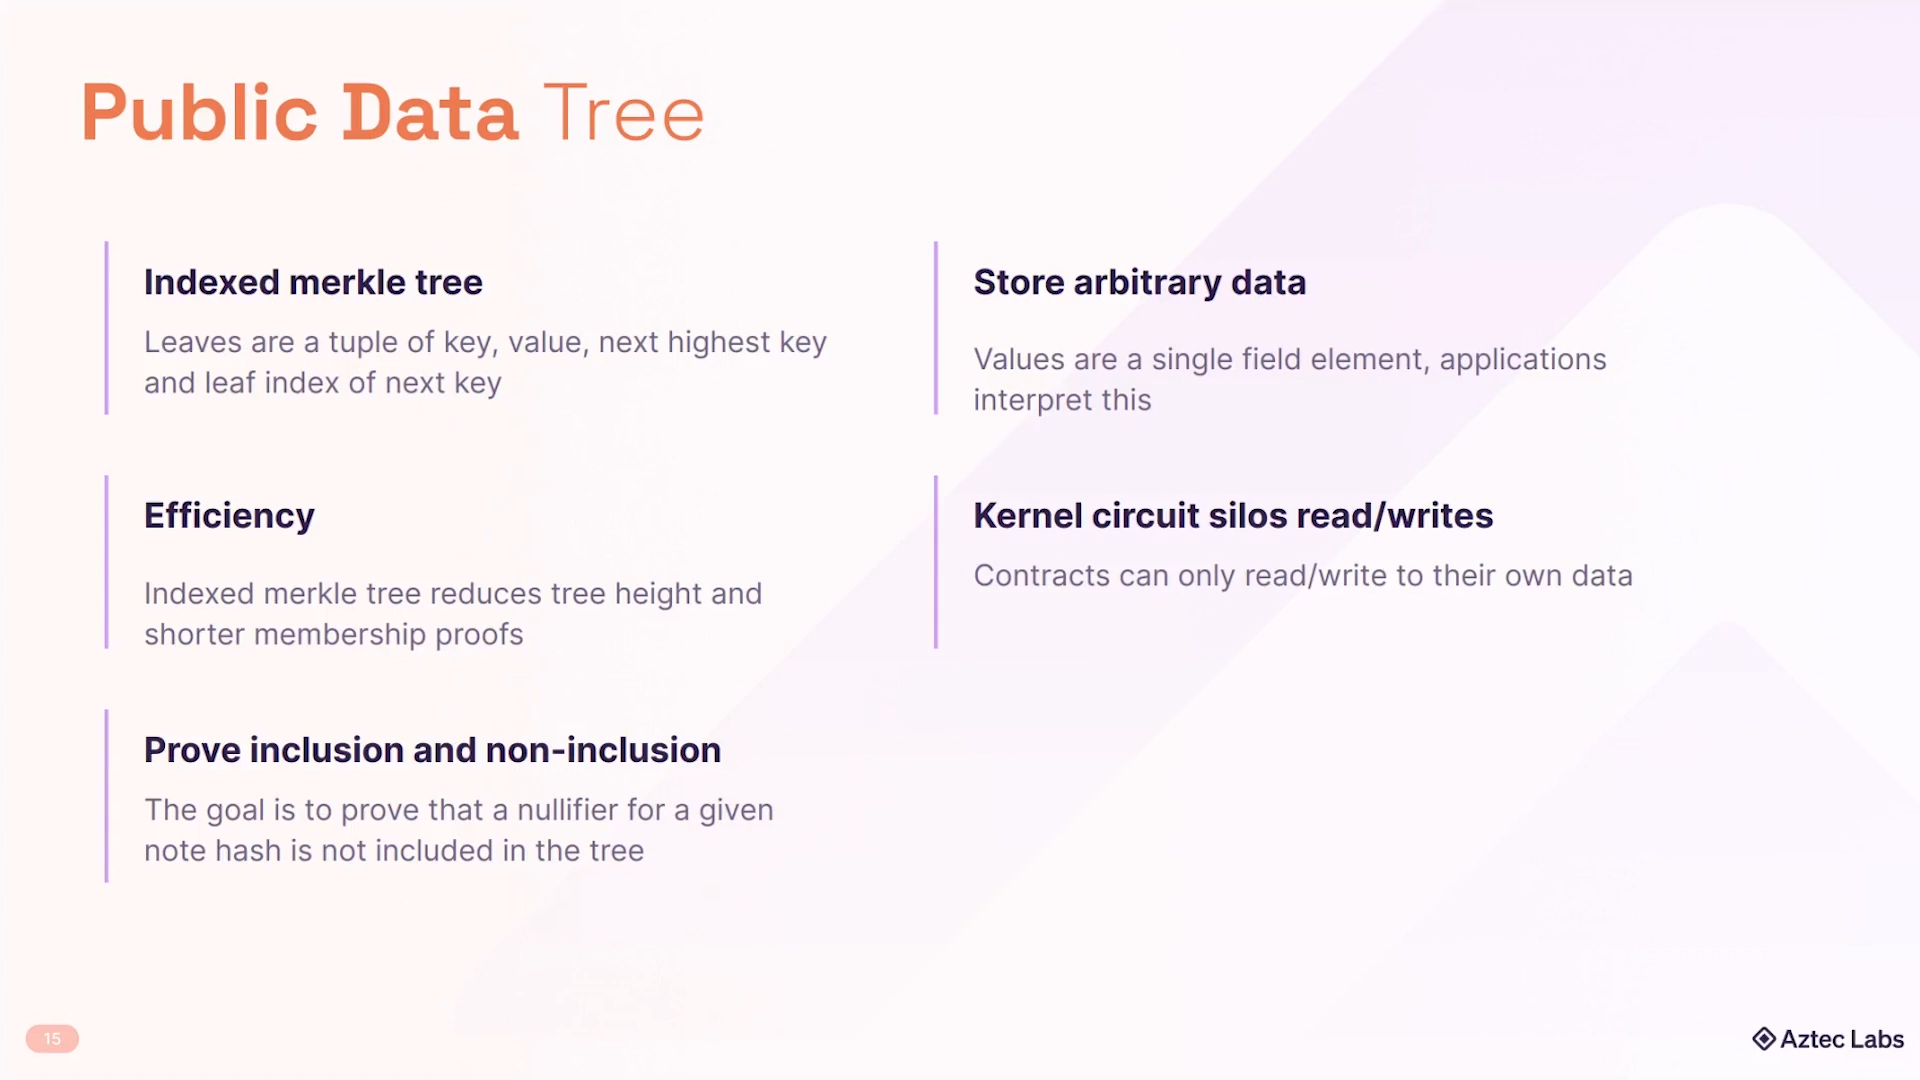 Public Data Tree
Indexed merkle tree
Leaves are a tuple of key, value, next highest key
and leaf index of next key
Efficiency
Indexed merkle tree reduces tree height and
shorter membership proofs
Prove inclusion and non-inclusion
The goal is to prove that a nullifier for a given
note hash is not included in the tree
Store arbitrary data
Values are a single field element, applications
interpret this
Kernel circuit silos read/writes
Contracts can only read/write to their own data
15
Aztec Labs